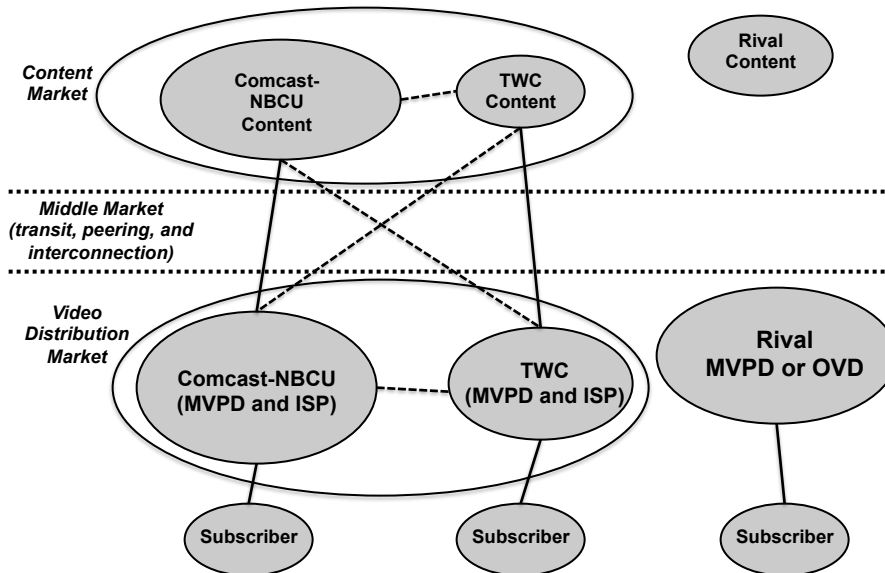 Content
Market
Comcast-
NBCU
Content
TWC
Content
Rival
Content
Middle Market
(transit, peering, and
interconnection)
Video
Distribution
Market
Comcast-NBCU
(MVPD and ISP)
TWC
(MVPD and ISP)
Rival
MVPD or OVD
Subscriber
Subscriber
Subscriber